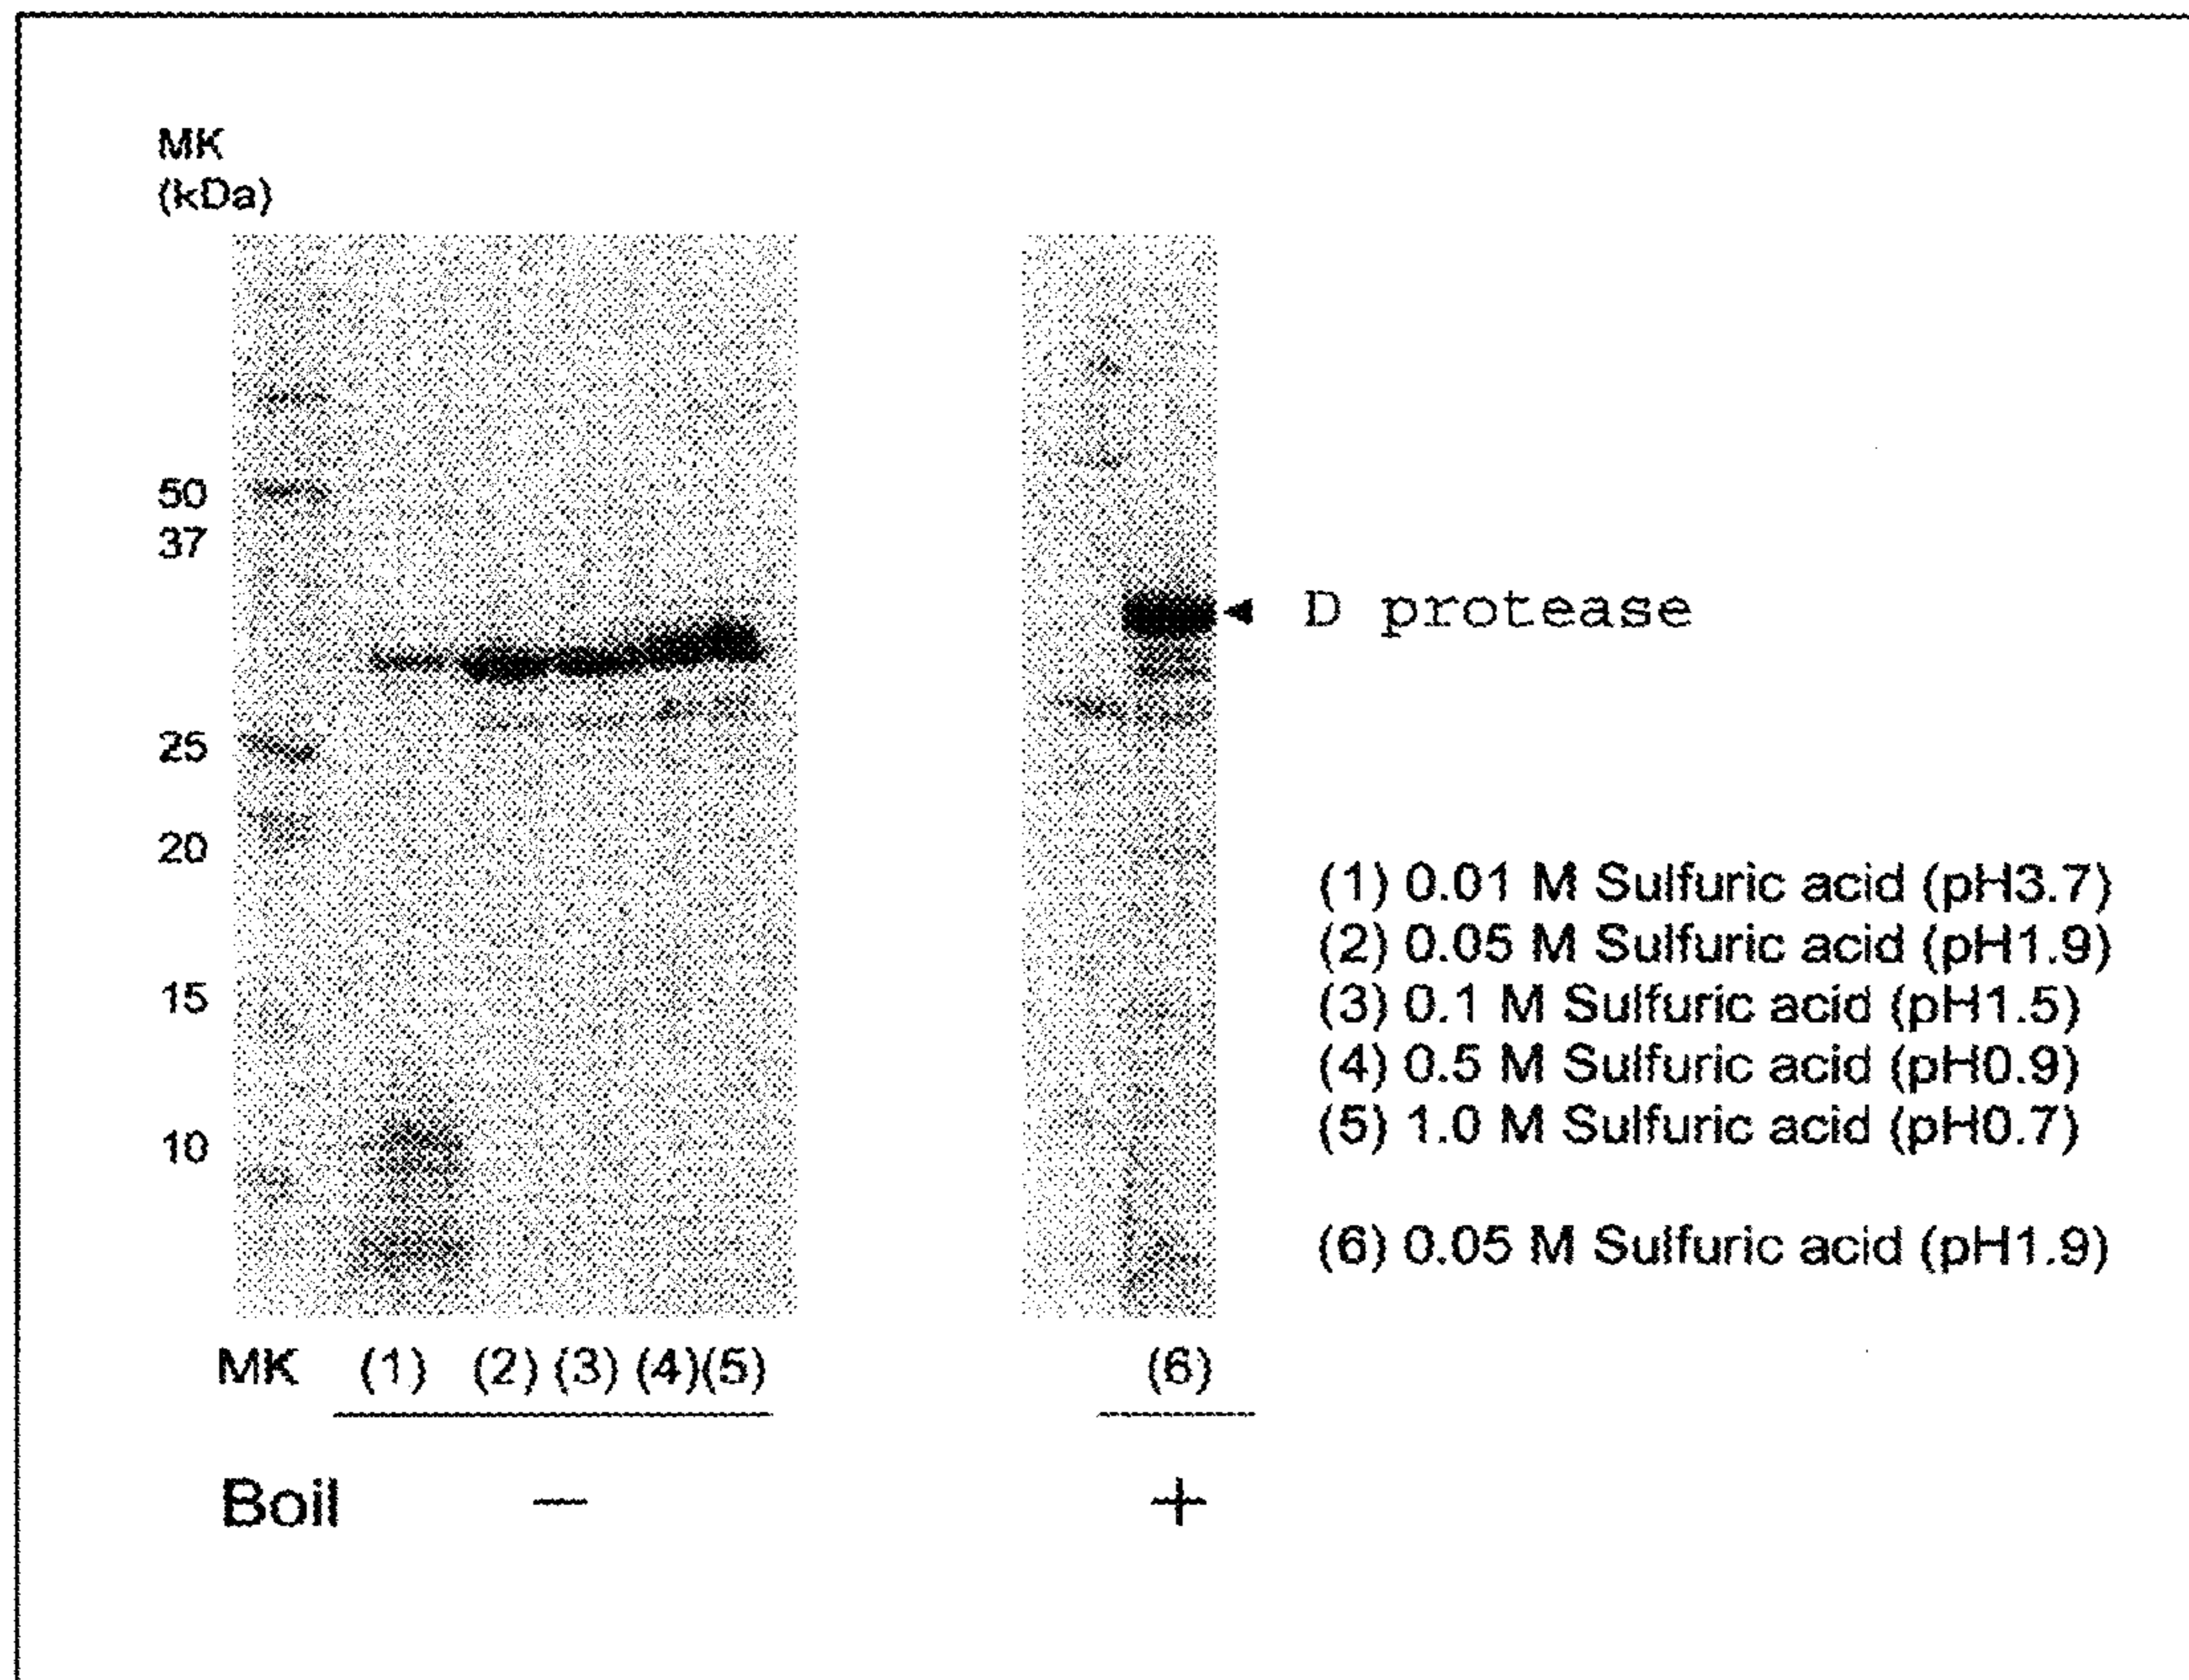 MK
(kDa)
50
37
25
20
15
10
D protease
(1) 0.01 M Sulfuric acid (pH3.7)
(2) 0.05 M Sulfuric acid (pH1.9)
(3) 0.1 M Sulfuric acid (pH1.5)
(4) 0.5 M Sulfuric acid (pH0.9)
(5) 1.0 M Sulfuric acid (pH0.7)
(6) 0.05 M Sulfuric acid (pH1.9)
MK (1) (2) (3) (4)(5) (6)
Boil − +